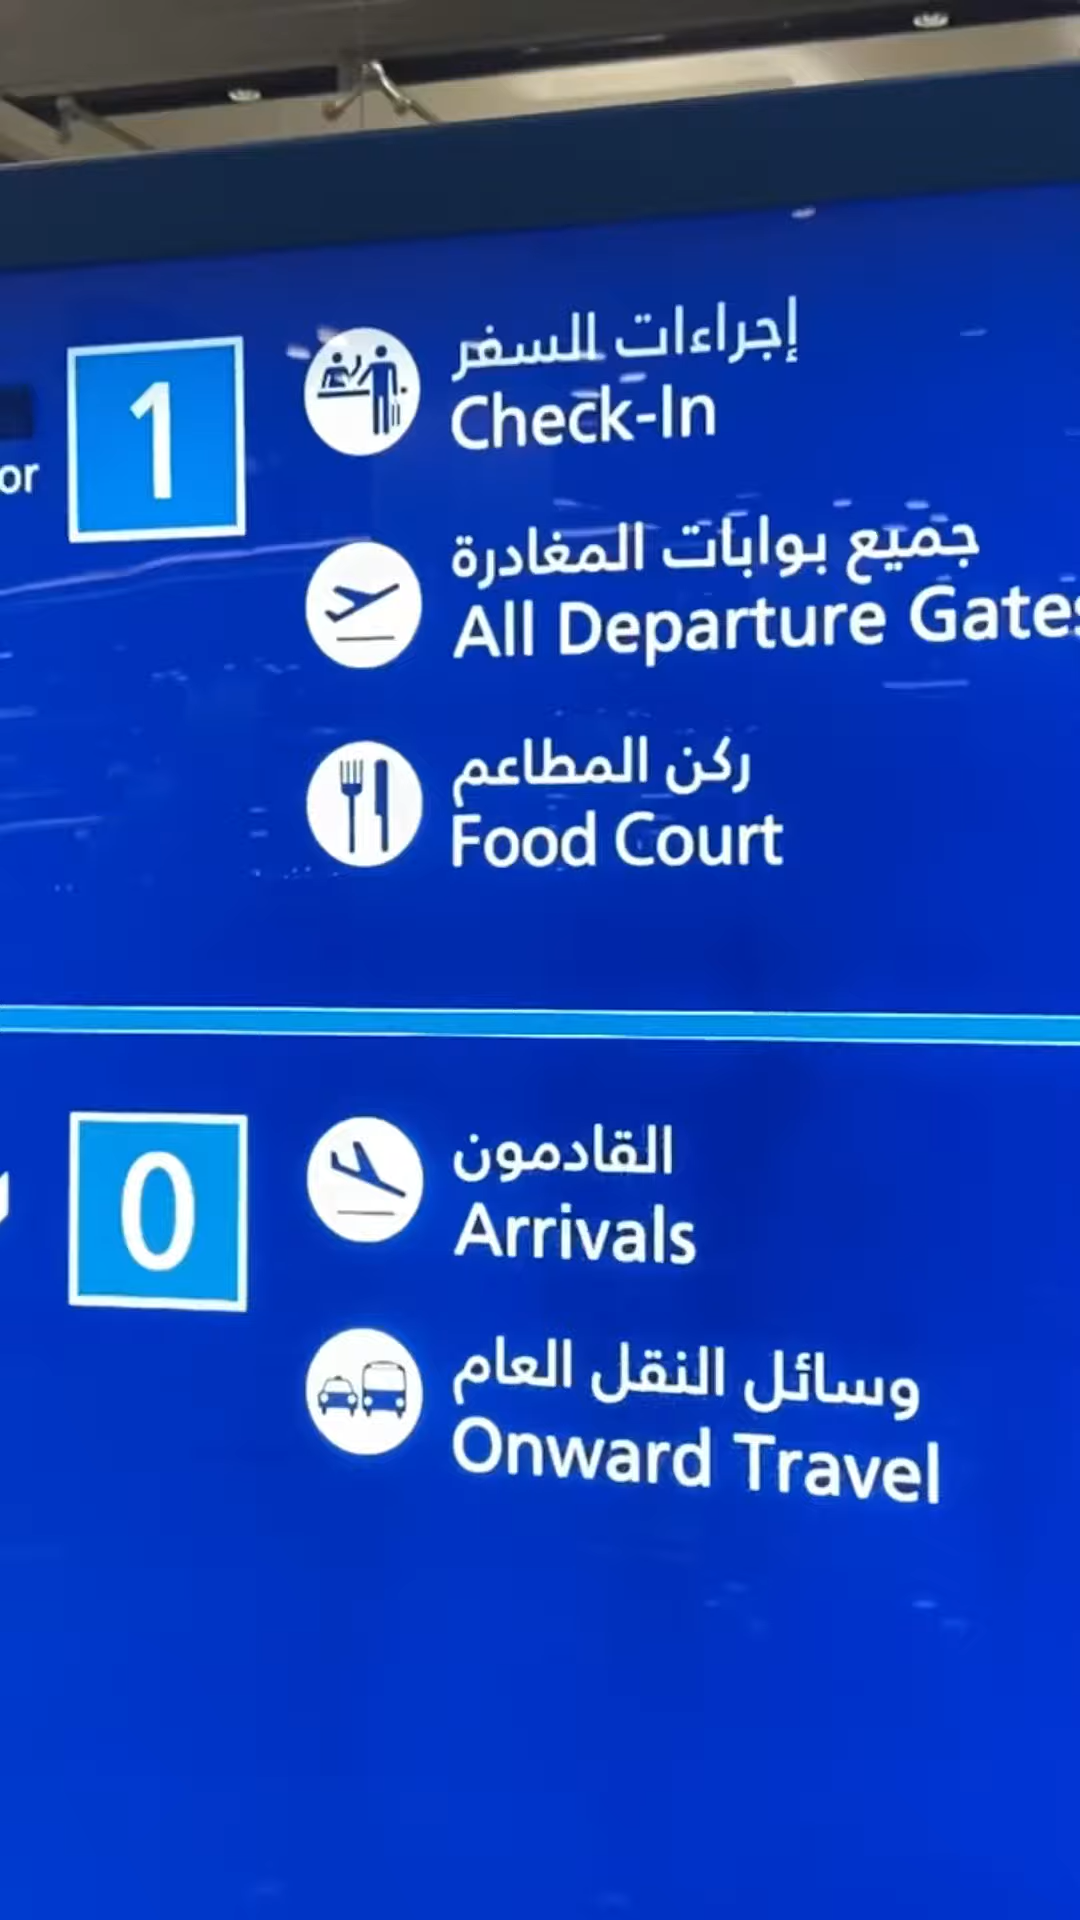 or
1
إجراءات السفر
Check-In
جميع بوابات المغادرة
All Departure Gates
ركن المطاعم
Food Court
0
القادمون
Arrivals
وسائل النقل العام
Onward Travel